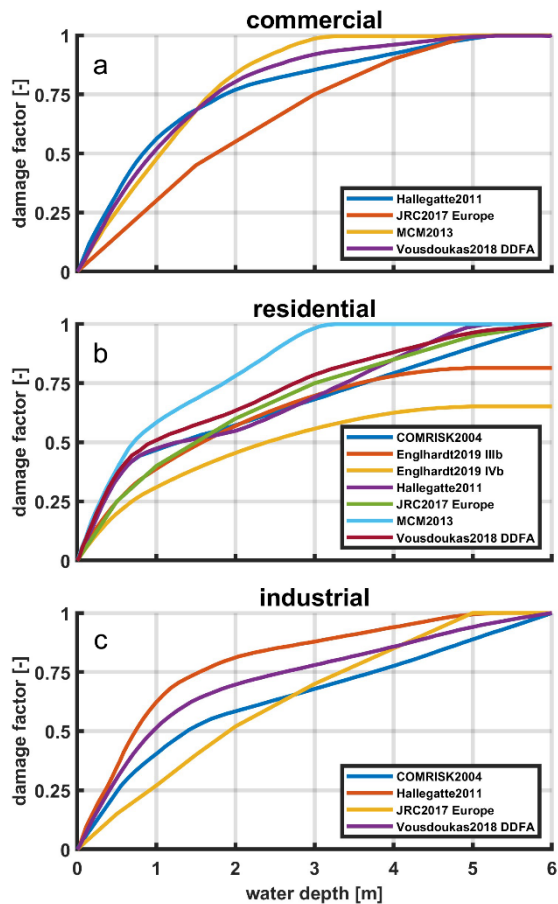 commercial
a
damage factor [-]
1
0.75
0.5
0.25
0
Hallegatte2011
JRC2017 Europe
MCM2013
Vousdoukas2018 DDFA
residential
b
damage factor [-]
1
0.75
0.5
0.25
0
COMRISK2004
Englhardt2019 IIIb
Englhardt2019 IVb
Hallegatte2011
JRC2017 Europe
MCM2013
Vousdoukas2018 DDFA
industrial
c
damage factor [-]
1
0.75
0.5
0.25
0
COMRISK2004
Hallegatte2011
JRC2017 Europe
Vousdoukas2018 DDFA
0 1 2 3 4 5 6
water depth [m]